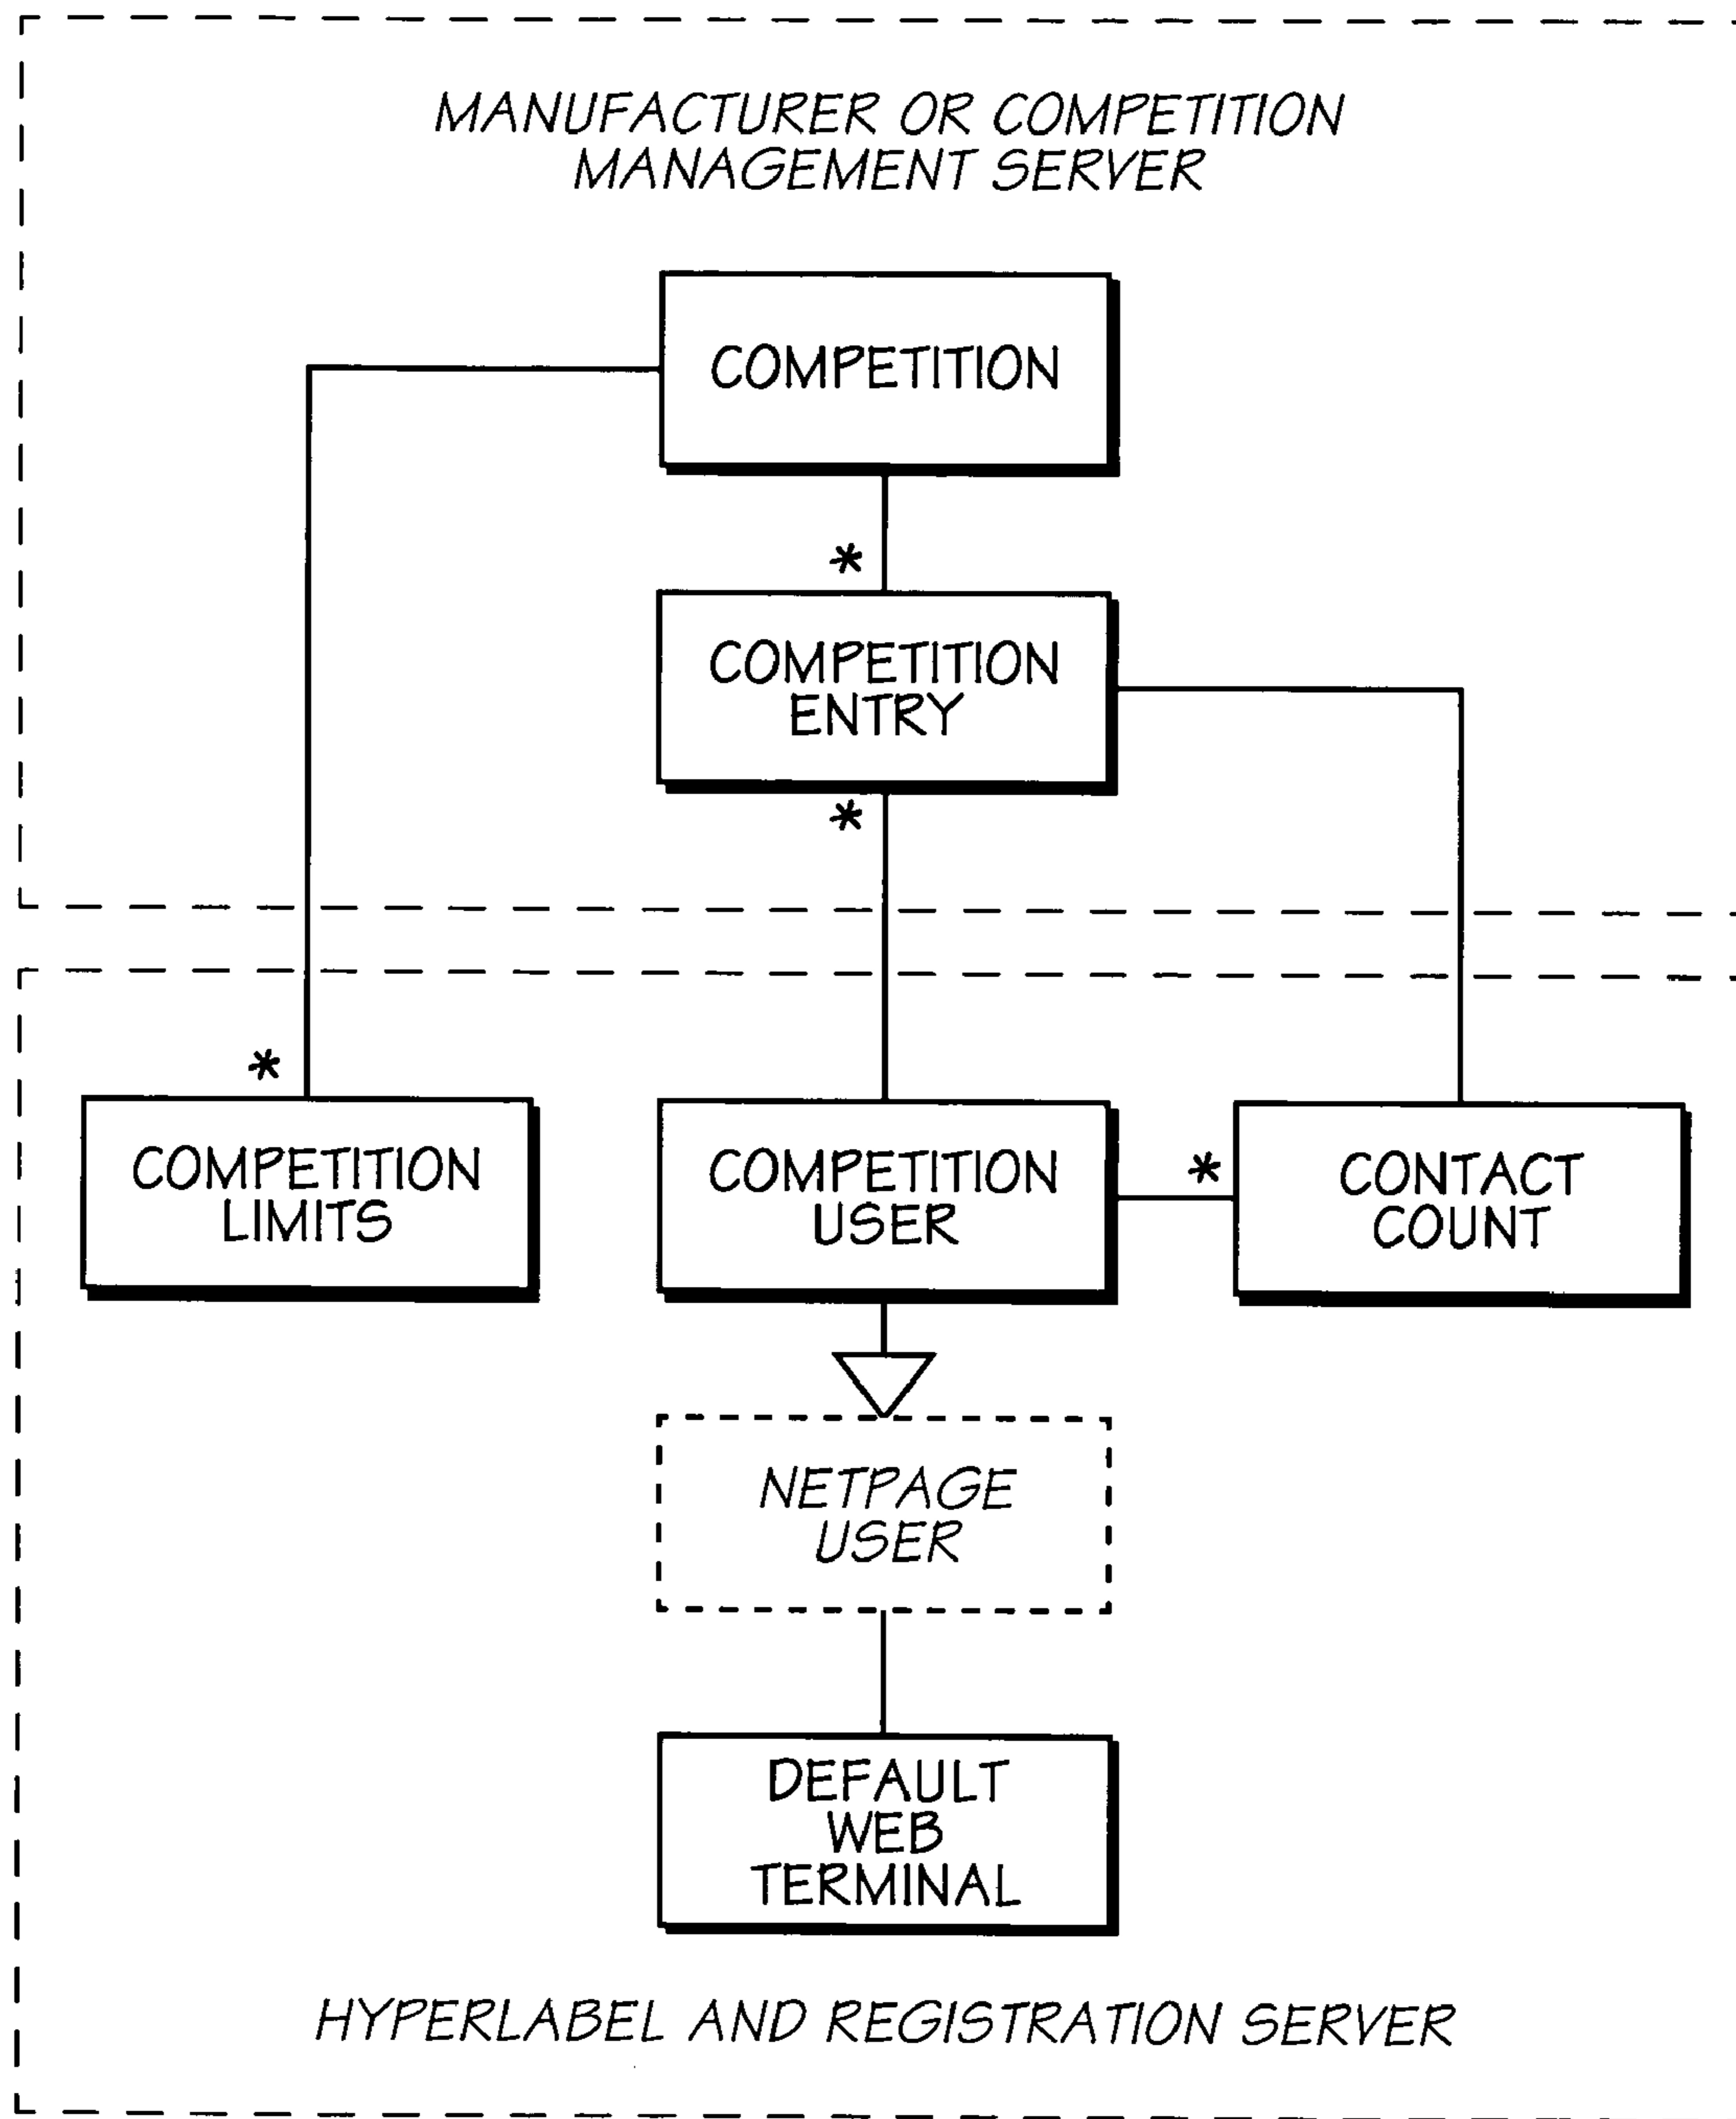 MANUFACTURER OR COMPETITION
MANAGEMENT SERVER
COMPETITION
*
COMPETITION
ENTRY
*
*
COMPETITION
LIMITS
COMPETITION
USER
*
CONTACT
COUNT
NETPAGE
USER
DEFAULT
WEB
TERMINAL
HYPERLABEL AND REGISTRATION SERVER